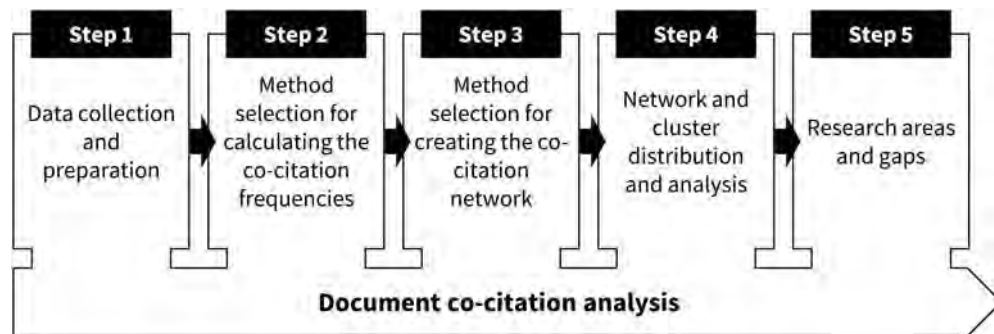 Step 1
Data collection
and
preparation
Step 2
Method
selection for
calculating the
co-citation
frequencies
Step 3
Method
selection for
creating the co-
citation
network
Step 4
Network and
cluster
distribution
and analysis
Step 5
Research areas
and gaps
Document co-citation analysis